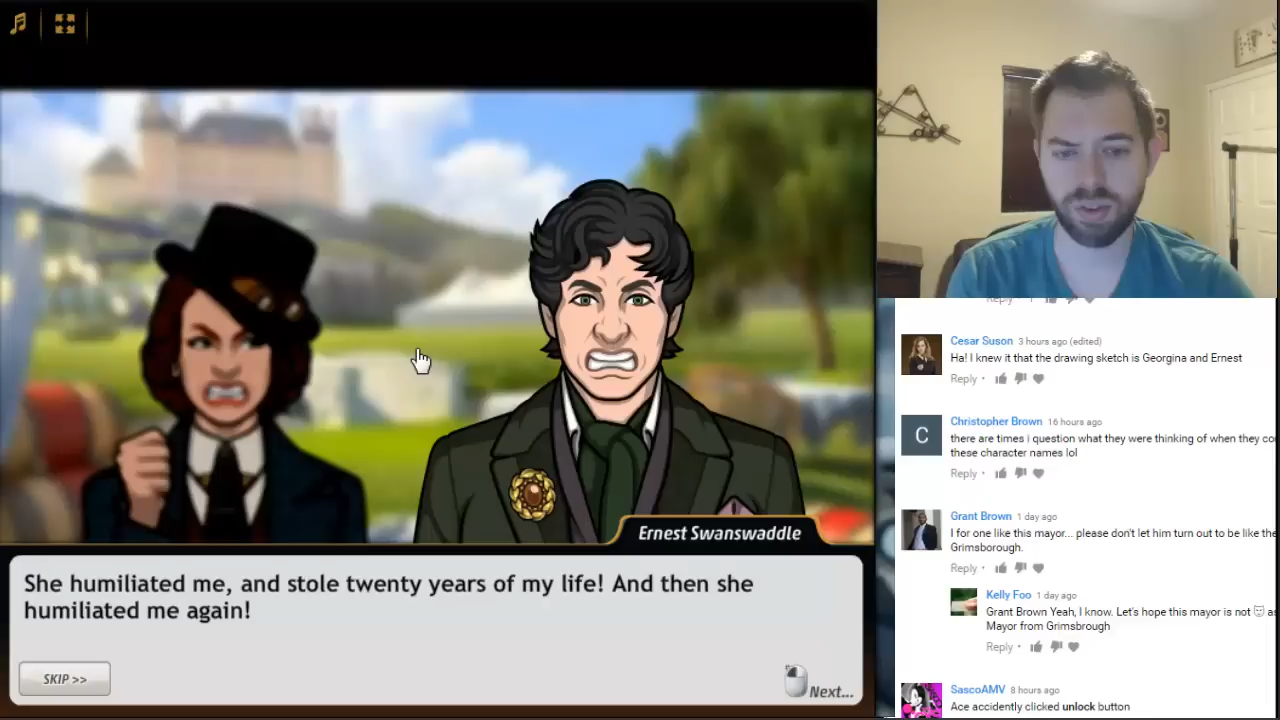 Ernest Swanswaddle
She humiliated me, and stole twenty years of my life! And then she
humiliated me again!
SKIP >>
Next...
Reply
Cesar Suson 3 hours ago (edited)
Ha! I knew it that the drawing sketch is Georgina and Ernest
Reply
C
Christopher Brown 16 hours ago
there are times i question what they were thinking of when they co
these character names lol
Reply
Grant Brown 1 day ago
I for one like this mayor... please don't let him turn out to be like the
Grimsborough.
Reply
Kelly Foo 1 day ago
Grant Brown Yeah, I know. Let's hope this mayor is not 😈 as
Mayor from Grimsbrough
Reply
SascoAMV 8 hours ago
Ace accidently clicked unlock button